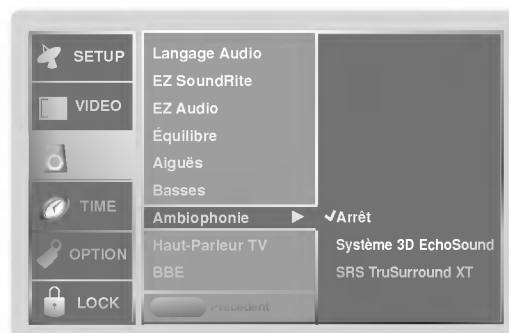 SETUP
VIDEO
TIME
OPTION
LOCK
Langage Audio
EZ SoundRite
EZ Audio
Équilibre
Aiguës
Basses
Ambiophonie
Haut-Parleur TV
BBE
Précédent
Arrêt
Système 3D EchoSound
SRS TruSurround XT